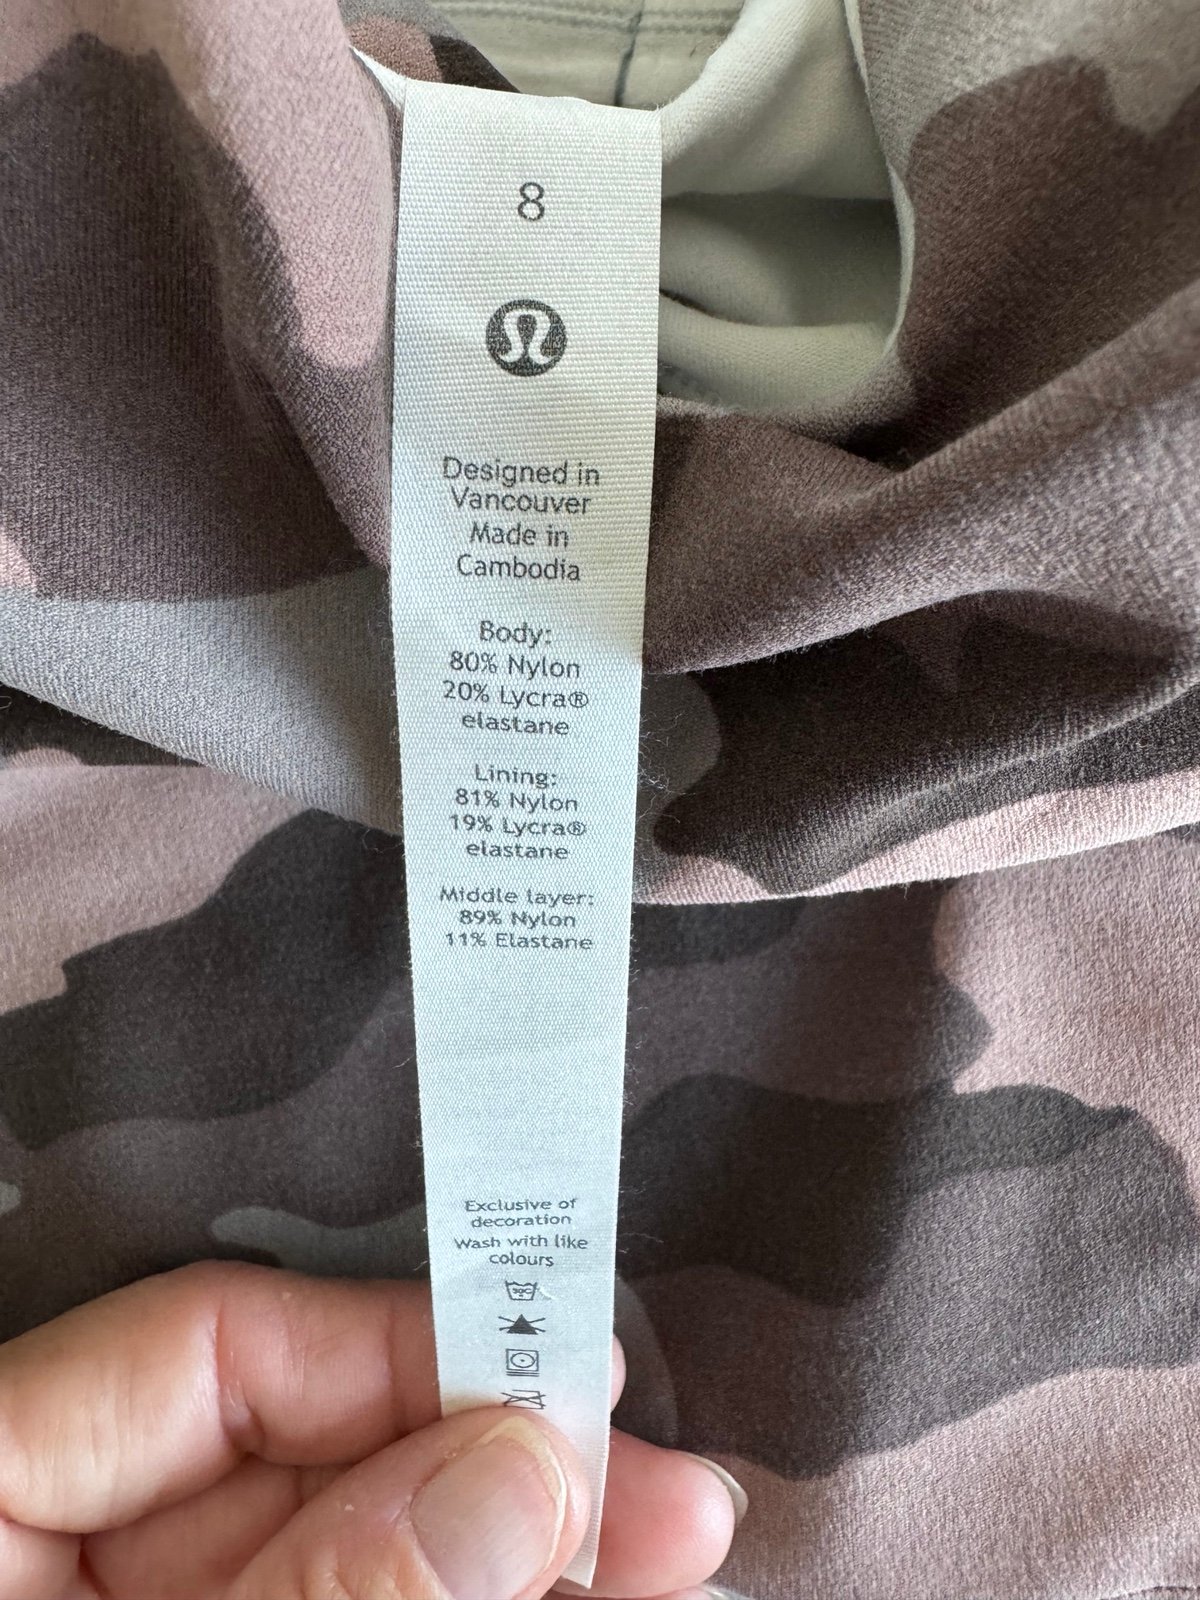 8
Designed in
Vancouver
Made in
Cambodia
Body:
80% Nylon
20% Lycra®
elastane
Lining:
81% Nylon
19% Lycra®
elastane
Middle layer:
89% Nylon
11% Elastane
Exclusive of
decoration
Wash with like
colours
30C